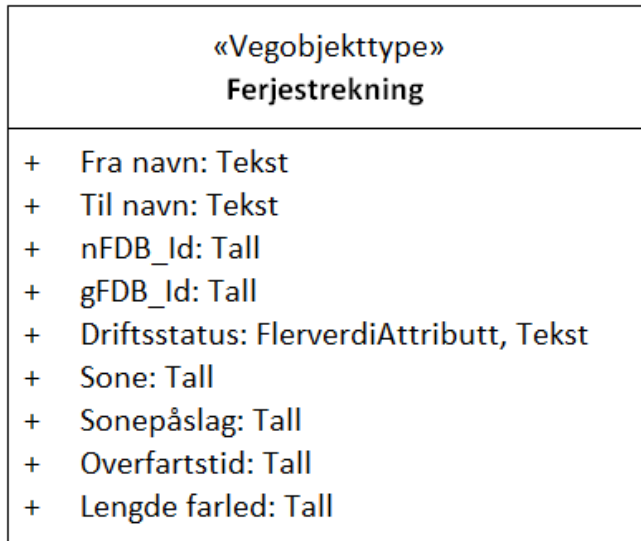 «Vegobjekttype»
Ferjestrekning
+ Fra navn: Tekst
+ Til navn: Tekst
+ nFDB_Id: Tall
+ gFDB_Id: Tall
+ Driftsstatus: FlerverdiAttributt, Tekst
+ Sone: Tall
+ Sonepåslag: Tall
+ Overfartstid: Tall
+ Lengde farled: Tall